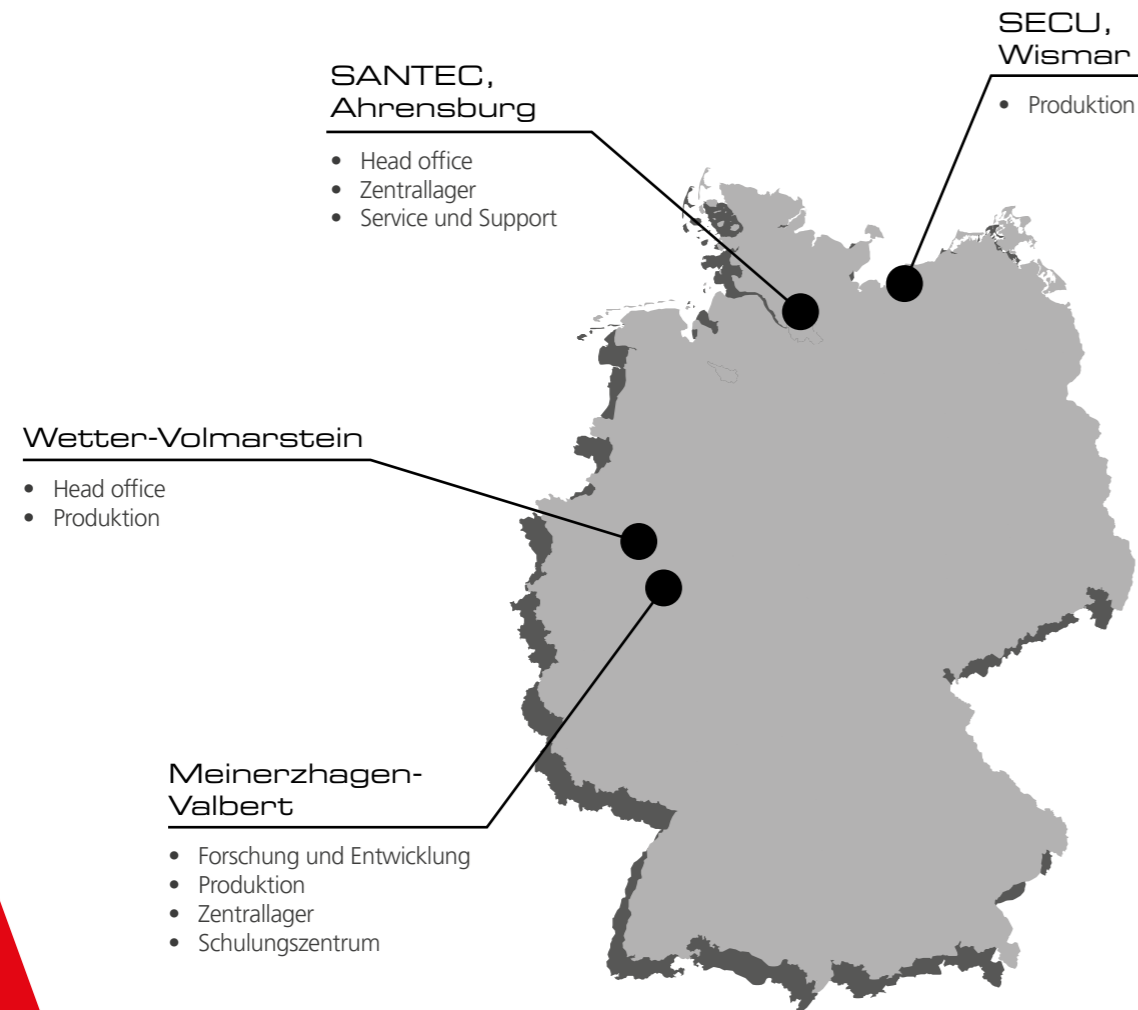 SANTEC,
Ahrensburg
• Head office
• Zentrallager
• Service und Support
SECU,
Wismar
• Produktion
Wetter-Volmarstein
• Head office
• Produktion
Meinerzhagen-
Valbert
• Forschung und Entwicklung
• Produktion
• Zentrallager
• Schulungszentrum